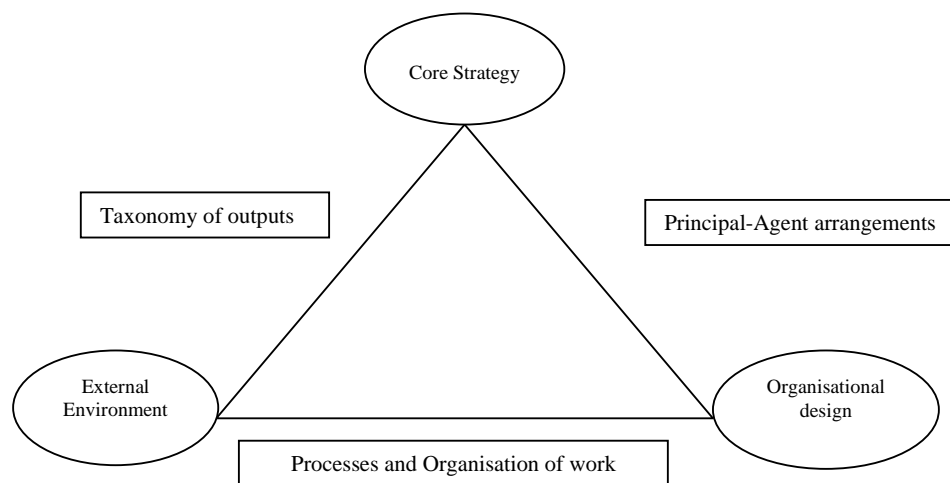 Core Strategy
Taxonomy of outputs
Principal-Agent arrangements
External
Environment
Organisational
design
Processes and Organisation of work